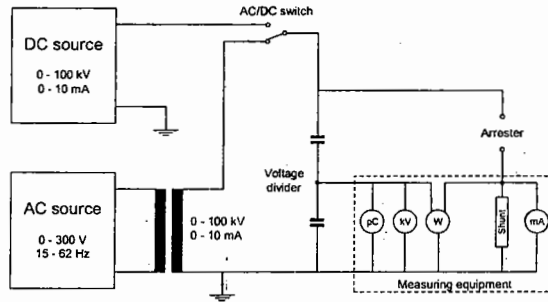 AC/DC switch
DC source
0 - 100 kV
0 - 10 mA
Arrester
Voltage
divider
AC source
0 - 300 V
15 - 62 Hz
0 - 100 kV
0 - 10 mA
pC
kV
W
Shunt
mA
Measuring equipment